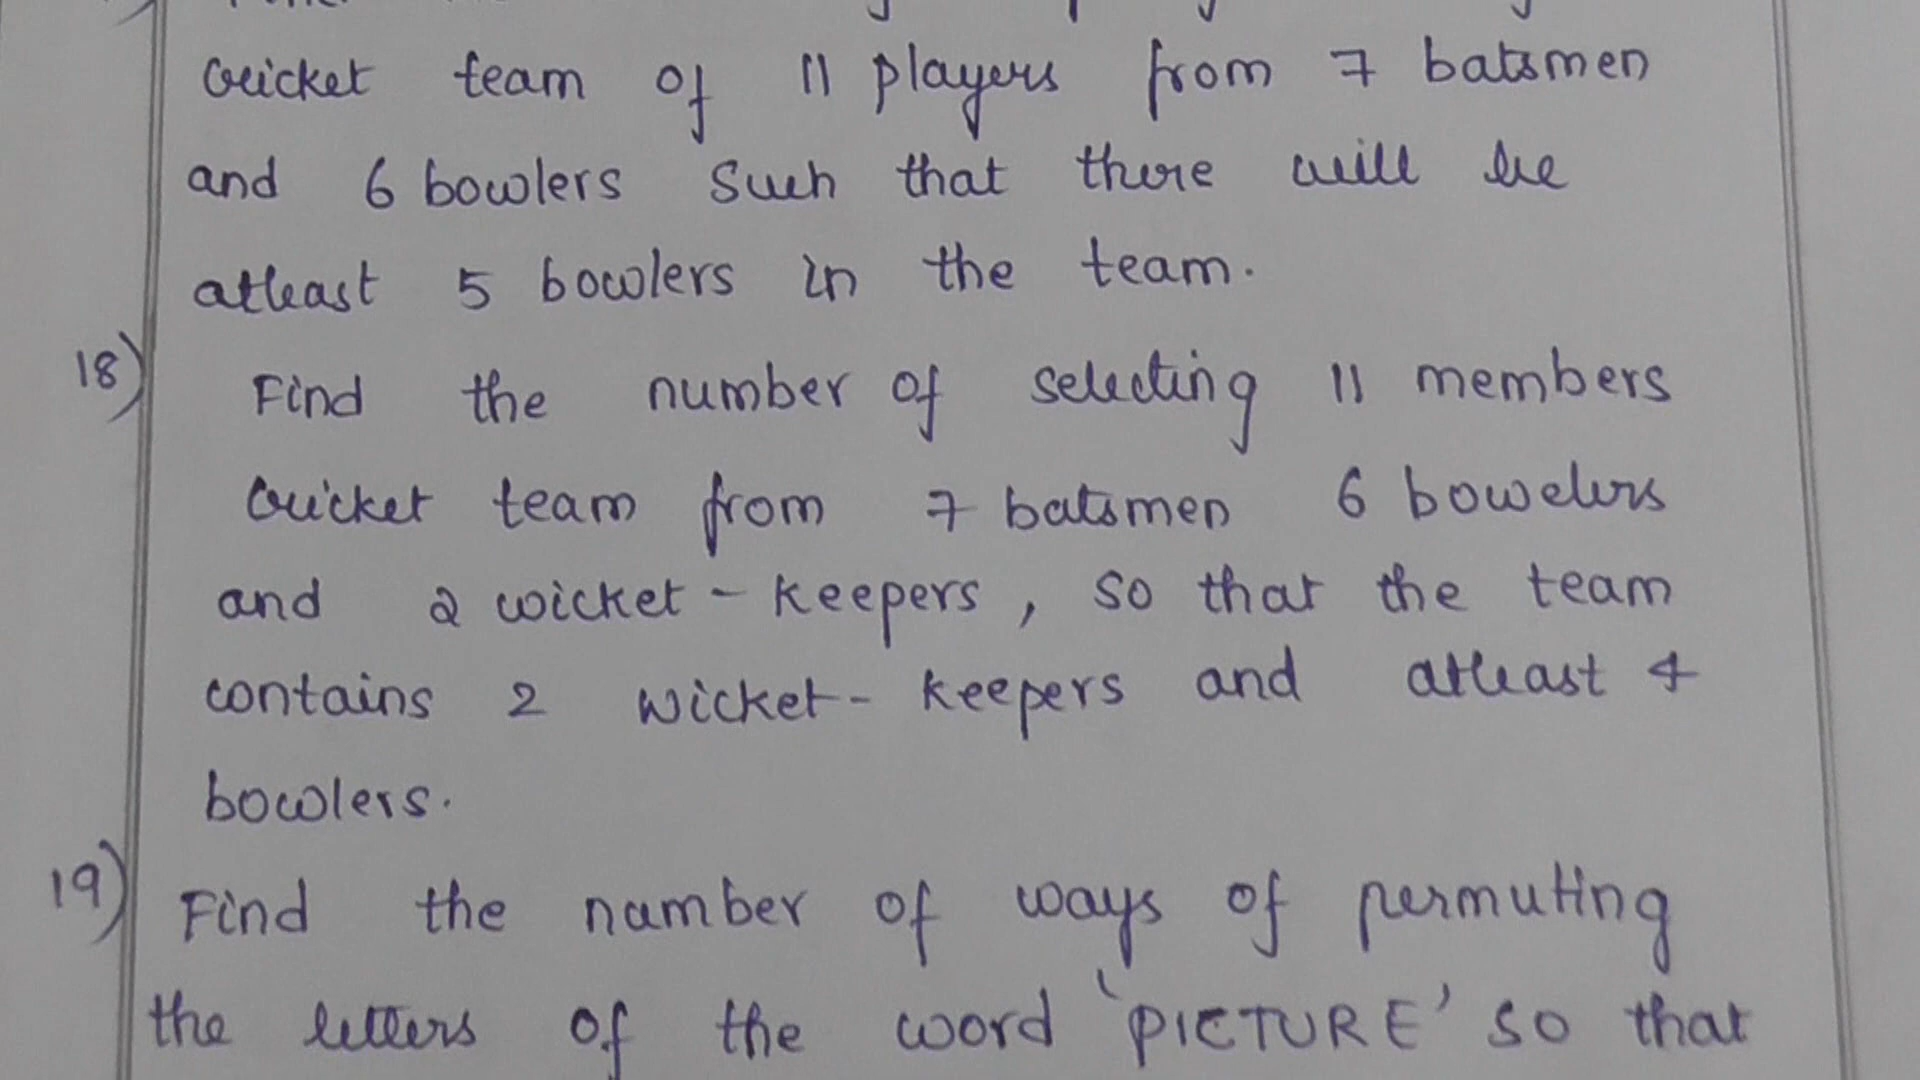 cricket team of 11 players from 7 batsmen
and 6 bowlers such that there will be
atleast 5 bowlers in the team.
18) Find the number of selecting 11 members
cricket team from 7 batsmen 6 bowelers
and 2 wicket - keepers, so that the team
contains 2 wicket - keepers and atleast 4
bowlers.
19) Find the number of ways of permuting
the letters of the word 'PICTURE' so that